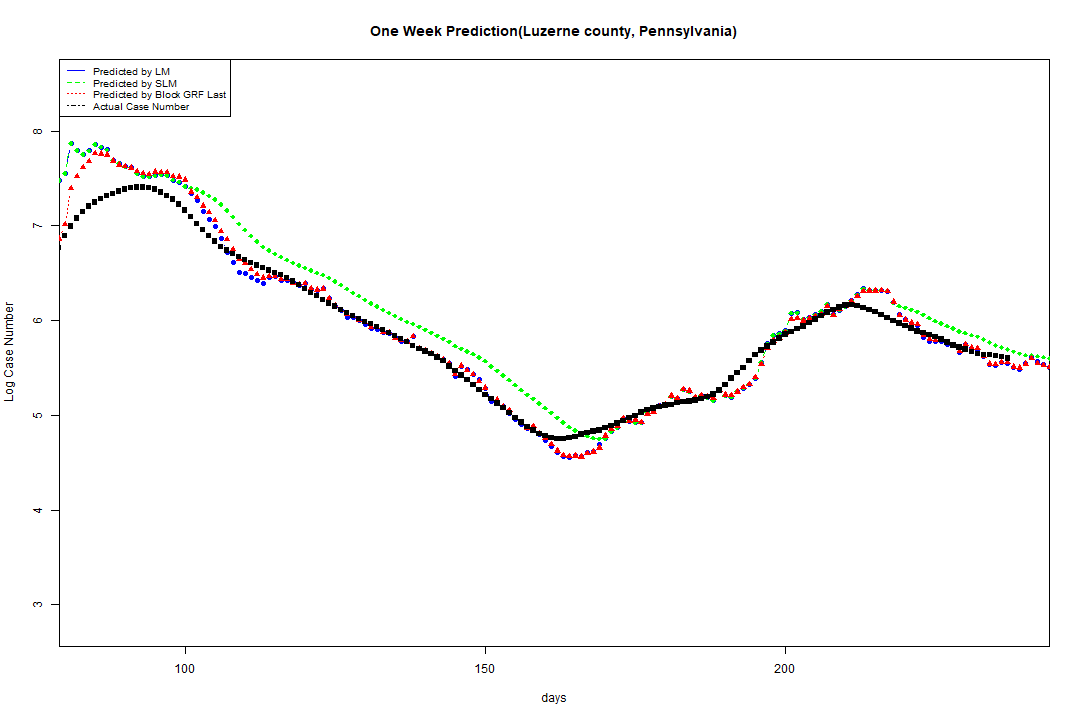 One Week Prediction(Luzerne county, Pennsylvania)
Predicted by LM
Predicted by SLM
Predicted by Block GRF Last
Actual Case Number
8
7
6
5
4
3
Log Case Number
100 150 200
days